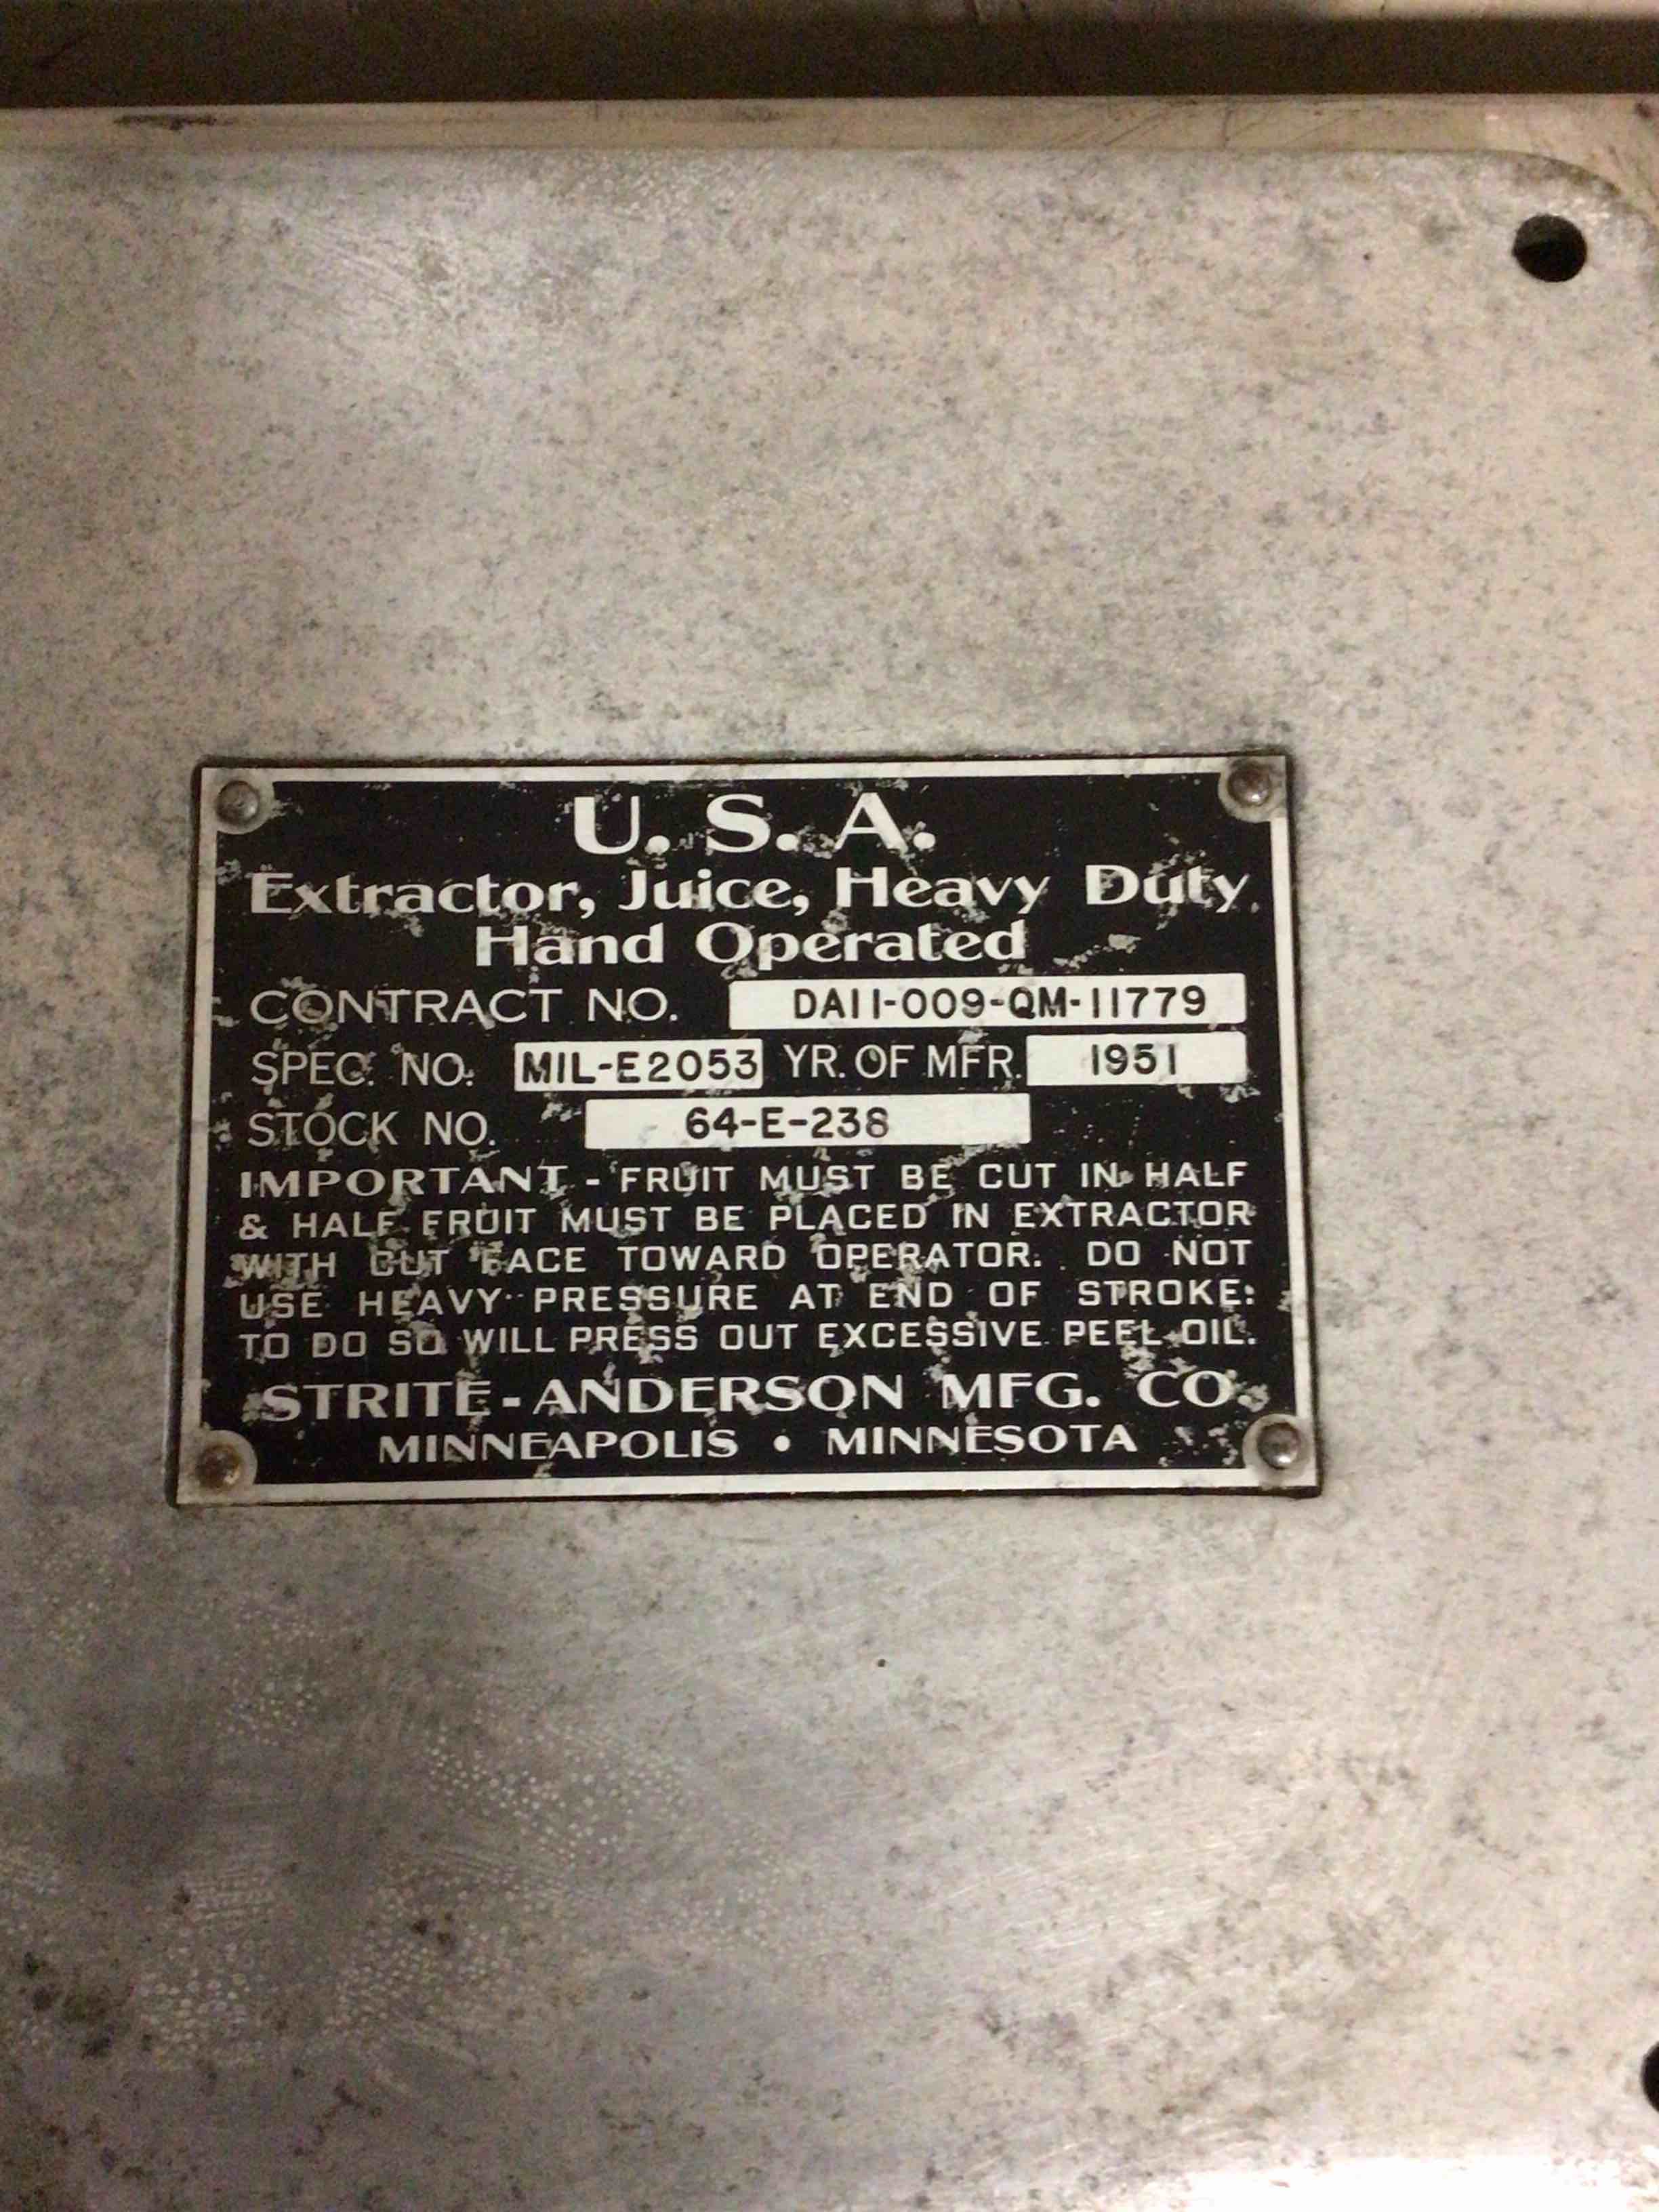 U. S. A.
Extractor, Juice, Heavy Duty,
Hand Operated
CONTRACT NO. DA11-009-QM-11779
SPEC. NO. MIL-E2053 YR. OF MFR. 1951
STOCK NO. 64-E-238
IMPORTANT - FRUIT MUST BE CUT IN HALF
& HALF FRUIT MUST BE PLACED IN EXTRACTOR
WITH CUT FACE TOWARD OPERATOR. DO NOT
USE HEAVY PRESSURE AT END OF STROKE:
TO DO SO WILL PRESS OUT EXCESSIVE PEEL OIL.
STRITE-ANDERSON MFG. CO.
MINNEAPOLIS • MINNESOTA